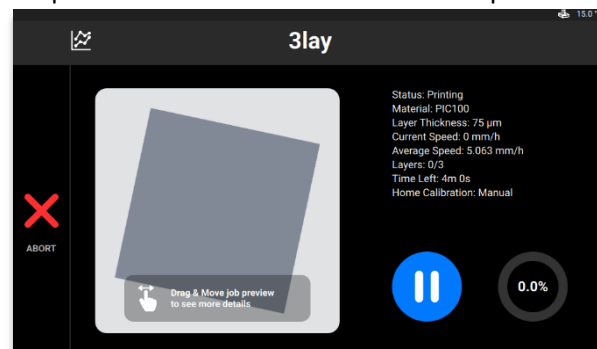 15.0 °
3lay
Status: Printing
Material: PIC100
Layer Thickness: 75 µm
Current Speed: 0 mm/h
Average Speed: 5.063 mm/h
Layers: 0/3
Time Left: 4m 0s
Home Calibration: Manual
ABORT
Drag & Move job preview
to see more details
0.0%